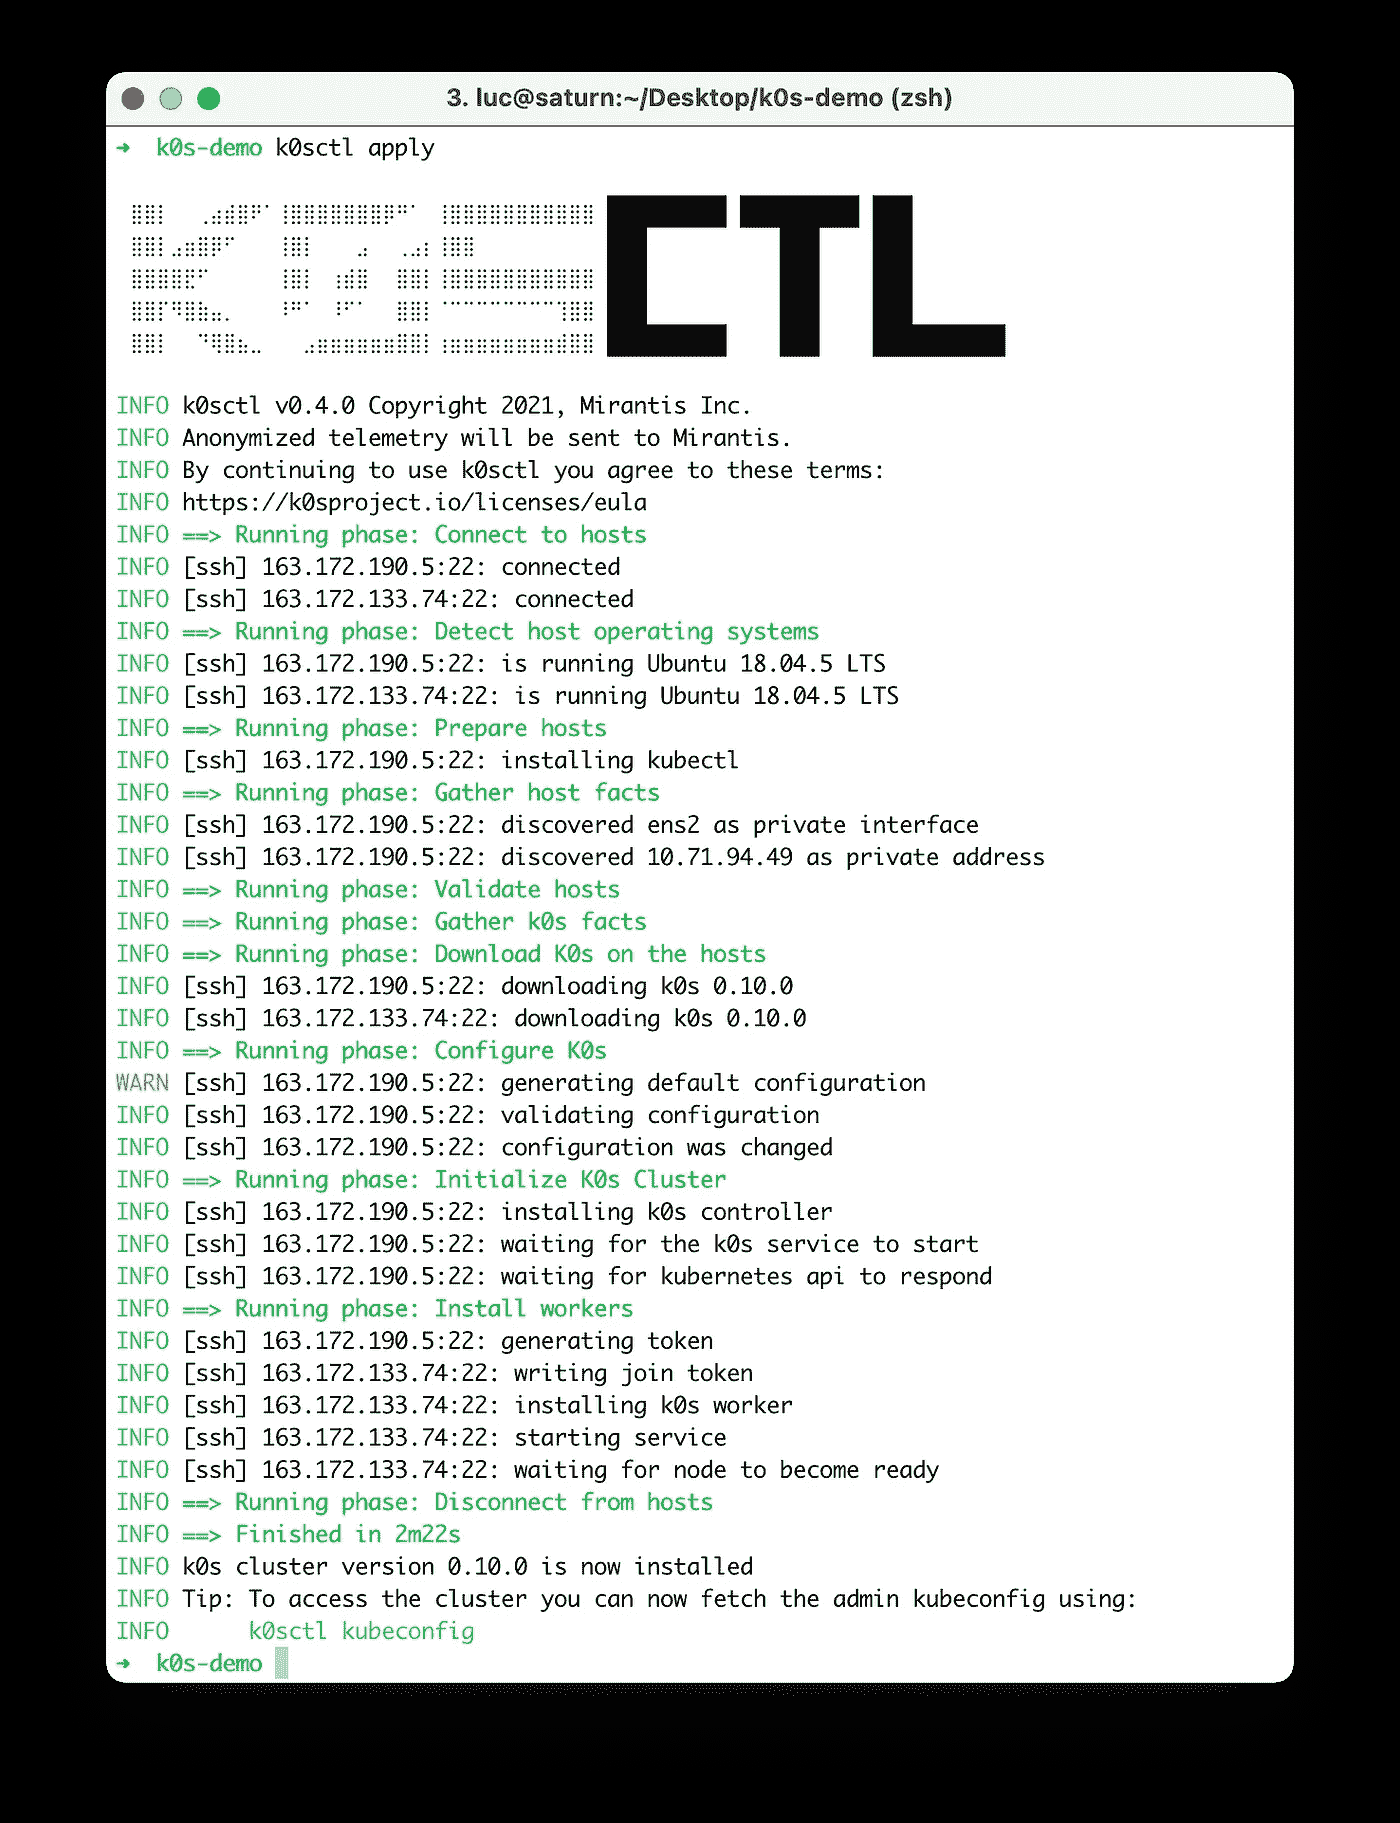 3. luc@saturn:~/Desktop/k0s-demo (zsh)
➜  k0s-demo k0sctl apply
k0s CTL
INFO k0sctl v0.4.0 Copyright 2021, Mirantis Inc.
INFO Anonymized telemetry will be sent to Mirantis.
INFO By continuing to use k0sctl you agree to these terms:
INFO https://k0sproject.io/licenses/eula
INFO ==> Running phase: Connect to hosts
INFO [ssh] 163.172.190.5:22: connected
INFO [ssh] 163.172.133.74:22: connected
INFO ==> Running phase: Detect host operating systems
INFO [ssh] 163.172.190.5:22: is running Ubuntu 18.04.5 LTS
INFO [ssh] 163.172.133.74:22: is running Ubuntu 18.04.5 LTS
INFO ==> Running phase: Prepare hosts
INFO [ssh] 163.172.190.5:22: installing kubectl
INFO ==> Running phase: Gather host facts
INFO [ssh] 163.172.190.5:22: discovered ens2 as private interface
INFO [ssh] 163.172.190.5:22: discovered 10.71.94.49 as private address
INFO ==> Running phase: Validate hosts
INFO ==> Running phase: Gather k0s facts
INFO ==> Running phase: Download K0s on the hosts
INFO [ssh] 163.172.190.5:22: downloading k0s 0.10.0
INFO [ssh] 163.172.133.74:22: downloading k0s 0.10.0
INFO ==> Running phase: Configure K0s
WARN [ssh] 163.172.190.5:22: generating default configuration
INFO [ssh] 163.172.190.5:22: validating configuration
INFO [ssh] 163.172.190.5:22: configuration was changed
INFO ==> Running phase: Initialize K0s Cluster
INFO [ssh] 163.172.190.5:22: installing k0s controller
INFO [ssh] 163.172.190.5:22: waiting for the k0s service to start
INFO [ssh] 163.172.190.5:22: waiting for kubernetes api to respond
INFO ==> Running phase: Install workers
INFO [ssh] 163.172.190.5:22: generating token
INFO [ssh] 163.172.133.74:22: writing join token
INFO [ssh] 163.172.133.74:22: installing k0s worker
INFO [ssh] 163.172.133.74:22: starting service
INFO [ssh] 163.172.133.74:22: waiting for node to become ready
INFO ==> Running phase: Disconnect from hosts
INFO ==> Finished in 2m22s
INFO k0s cluster version 0.10.0 is now installed
INFO Tip: To access the cluster you can now fetch the admin kubeconfig using:
INFO      k0sctl kubeconfig
➜  k0s-demo